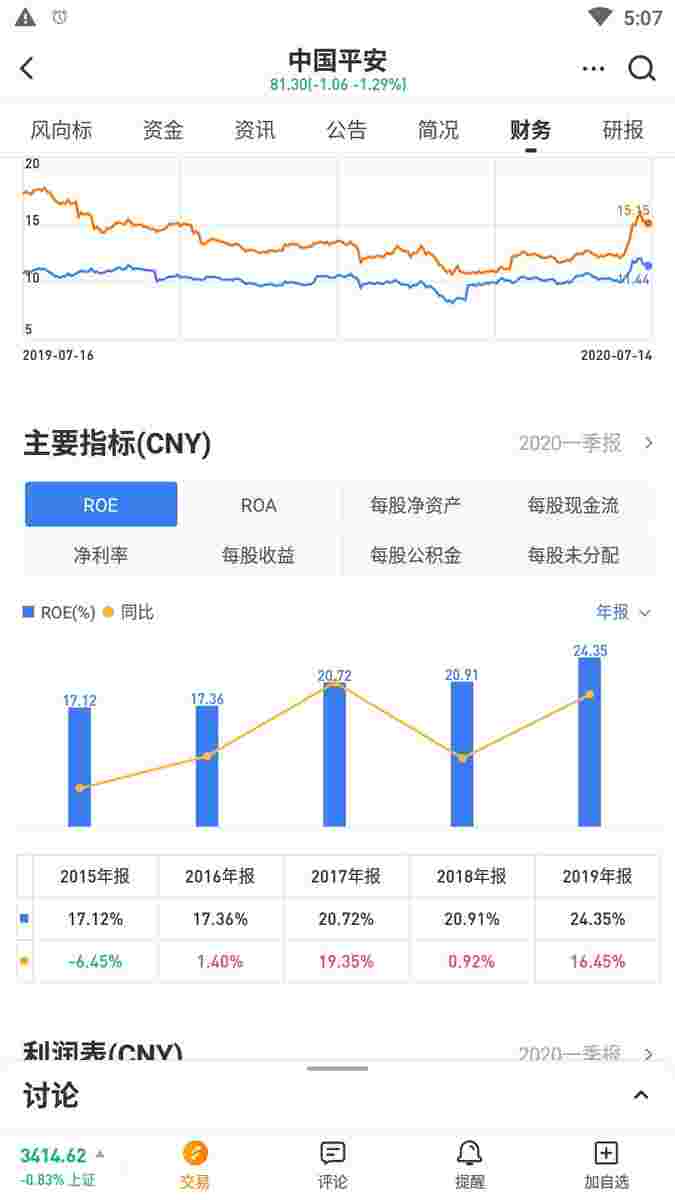 5:07
中国平安
81.30(-1.06 -1.29%)
风向标 资金 资讯 公告 简况 财务 研报
20
15
15.15
10
11.44
5
2019-07-16 2020-07-14
主要指标(CNY) 2020一季报
ROE ROA 每股净资产 每股现金流
净利率 每股收益 每股公积金 每股未分配
ROE(%) 同比 年报
17.12 17.36 20.72 20.91 24.35
2015年报 2016年报 2017年报 2018年报 2019年报
17.12% 17.36% 20.72% 20.91% 24.35%
-6.45% 1.40% 19.35% 0.92% 16.45%
利润表(CNY) 2020一季报
讨论
3414.62
-0.83% 上证
交易 评论 提醒 加自选